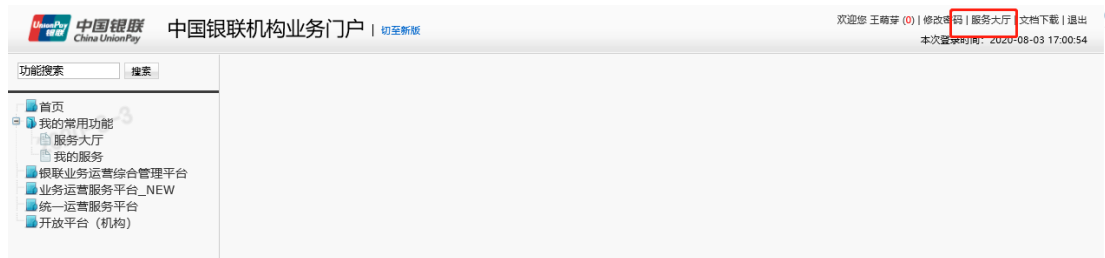 UnionPay 银联 中国银联 China UnionPay 中国银联机构业务门户 | 切至新版
欢迎您 王萌芽 (0) | 修改密码 | 服务大厅 | 文档下载 | 退出
本次登录时间：2020-08-03 17:00:54
功能搜索 搜索
首页
我的常用功能
服务大厅
我的服务
银联业务运营综合管理平台
业务运营服务平台_NEW
统一运营服务平台
开放平台（机构）